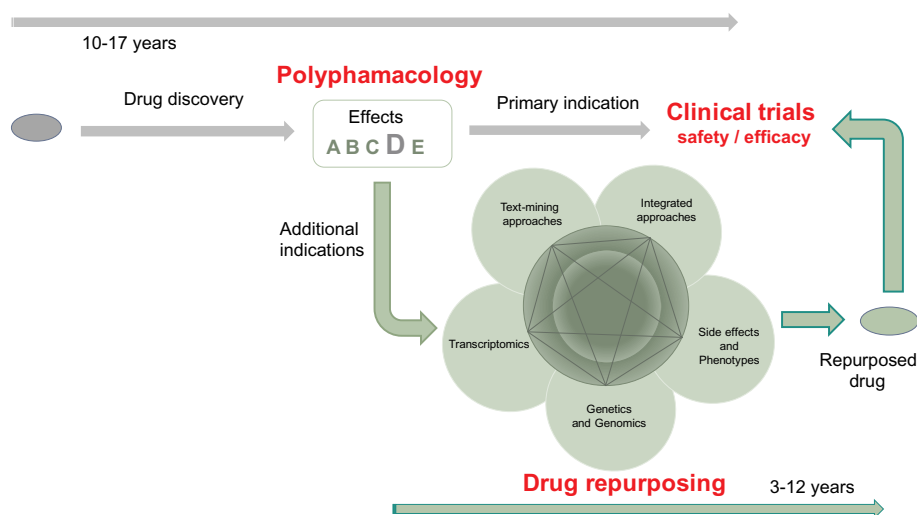 10-17 years
Polyphamacology
Drug discovery
Effects
A B C D E
Primary indication
Clinical trials
safety / efficacy
Additional
indications
Text-mining
approaches
Integrated
approaches
Transcriptomics
Side effects
and
Phenotypes
Genetics
and Genomics
Repurposed
drug
Drug repurposing
3-12 years